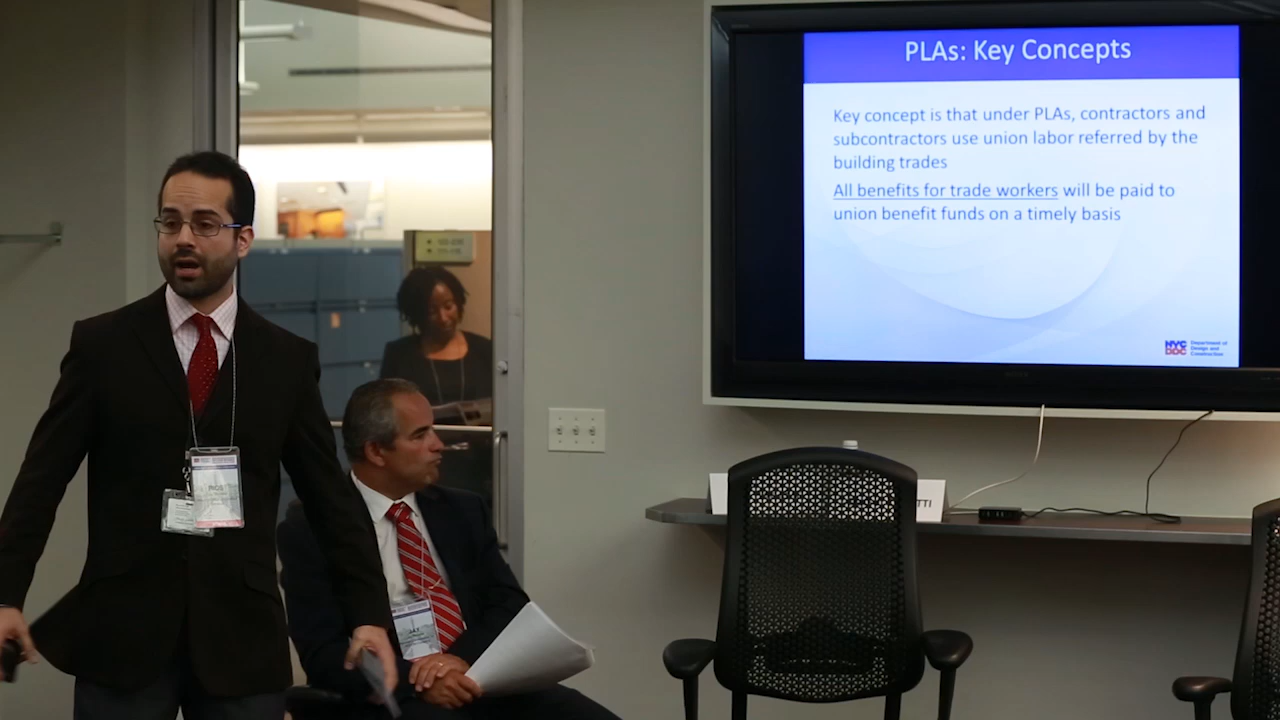 PLAs: Key Concepts
Key concept is that under PLAs, contractors and
subcontractors use union labor referred by the
building trades
All benefits for trade workers will be paid to
union benefit funds on a timely basis
NYC
DDC
Department of
Design and
Construction
TTI